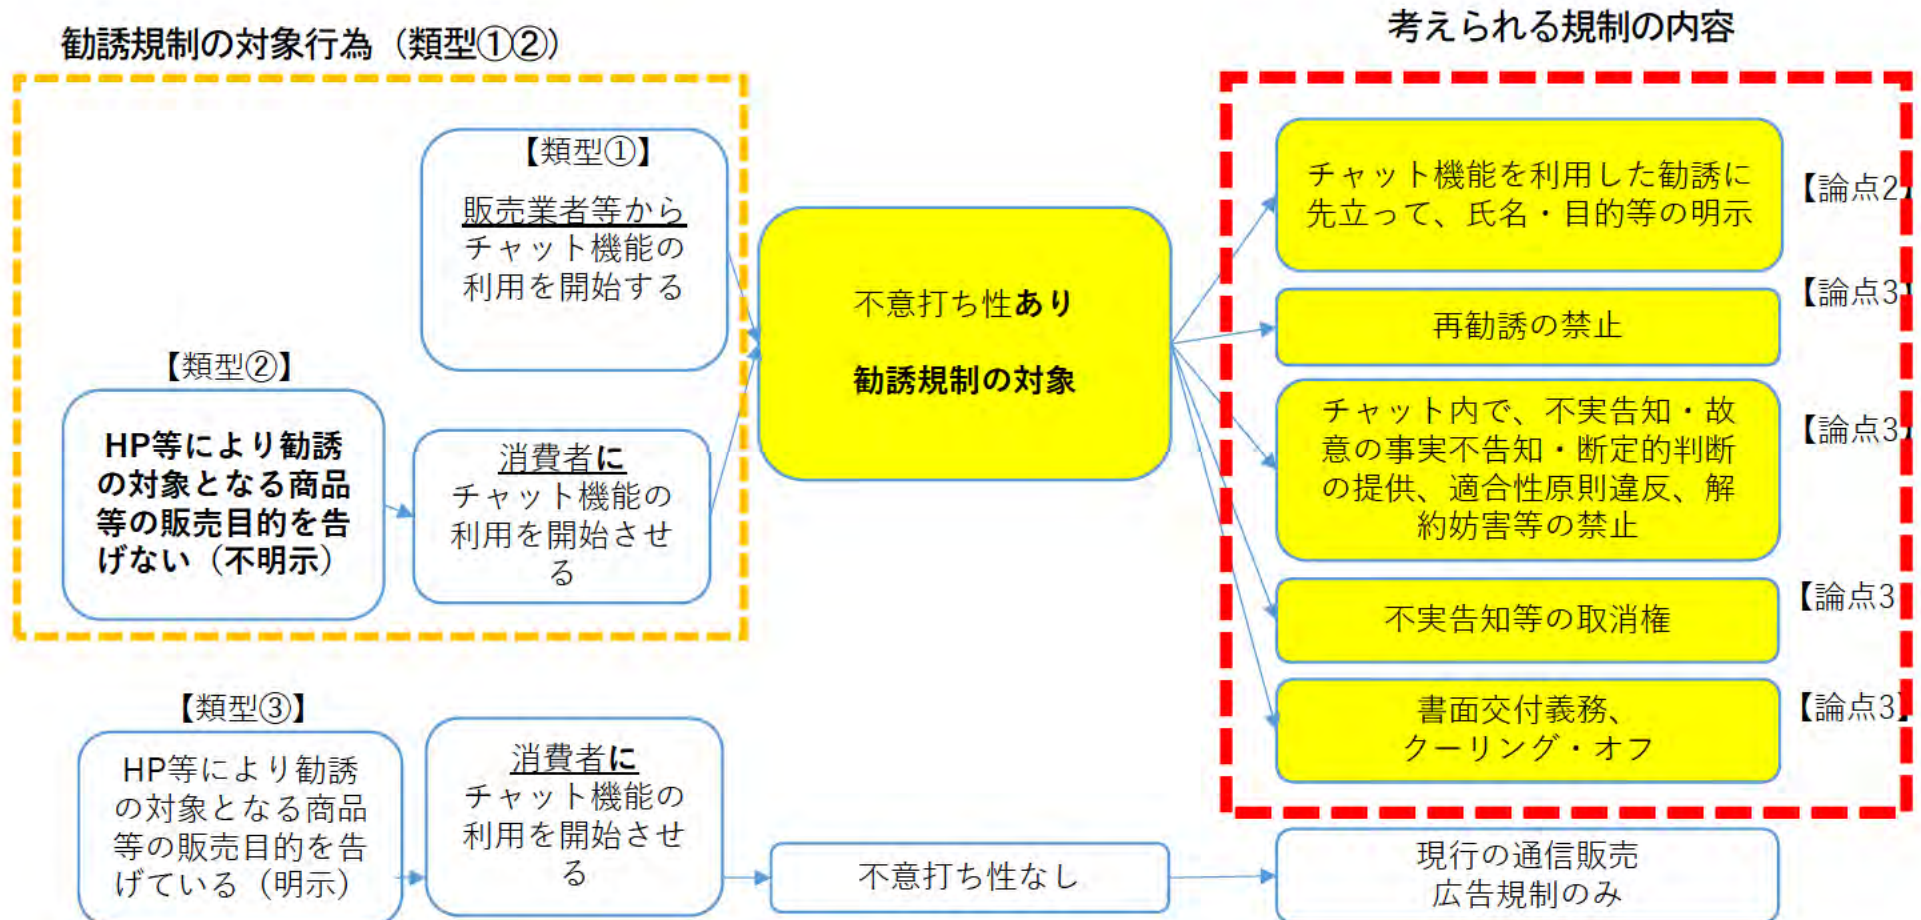 勧誘規制の対象行為（類型①②）
【類型①】
販売業者等から
チャット機能の
利用を開始する
【類型②】
HP等により勧誘
の対象となる商品
等の販売目的を告
げない（不明示）
消費者に
チャット機能の
利用を開始させ
る
不意打ち性あり
勧誘規制の対象
考えられる規制の内容
チャット機能を利用した勧誘に
先立って、氏名・目的等の明示
【論点2】
再勧誘の禁止
【論点3】
チャット内で、不実告知・故
意の事実不告知・断定的判断
の提供、適合性原則違反、解
約妨害等の禁止
【論点3】
不実告知等の取消権
【論点3
書面交付義務、
クーリング・オフ
【論点3】
【類型③】
HP等により勧誘
の対象となる商品
等の販売目的を告
げている（明示）
消費者に
チャット機能の
利用を開始させ
る
不意打ち性なし
現行の通信販売
広告規制のみ